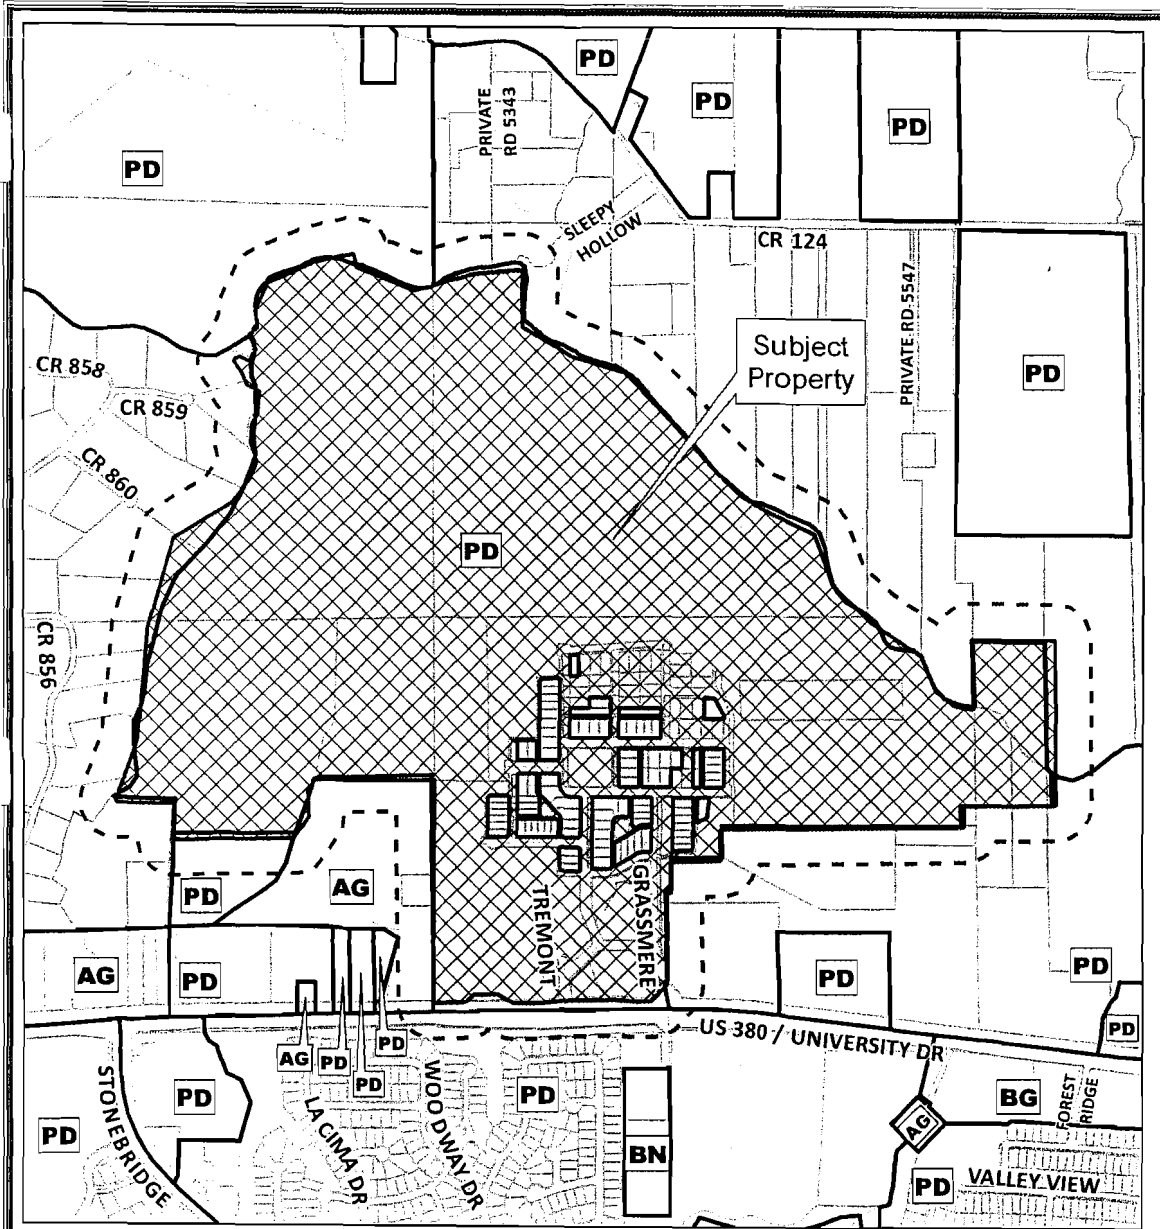 PD
PD
PD
PRIVATE
RD 5343
PD
PD
SLEEPY
HOLLOW
CR 124
PRIVATE RD 5547
Subject
Property
PD
CR 858
CR 859
CR 860
PD
CR 856
GRASSMERE
TREMONT
AG
PD
AG
PD
PD
PD
PD
US 380 / UNIVERSITY DR
AG
PD
PD
PD
STONEBRIDGE
PD
PD
LA CIMA DR
WOODWAY DR
PD
BN
BG
FOREST
RIDGE
AG
PD
VALLEY VIEW